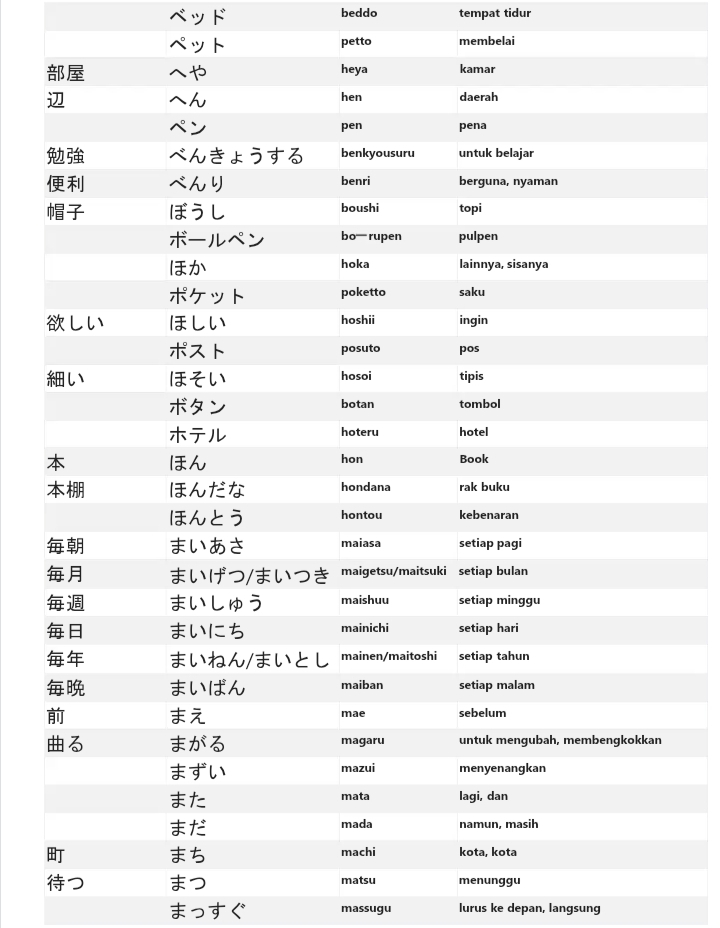 ベッド beddo tempat tidur
ペット petto membelai
部屋 へや heya kamar
辺 へん hen daerah
ペン pen pena
勉強 べんきょうする benkyousuru untuk belajar
便利 べんり benri berguna, nyaman
帽子 ぼうし boushi topi
ボールペン boーrupen pulpen
ほか hoka lainnya, sisanya
ポケット poketto saku
欲しい ほしい hoshii ingin
ポスト posuto pos
細い ほそい hosoi tipis
ボタン botan tombol
ホテル hoteru hotel
本 ほん hon Book
本棚 ほんだな hondana rak buku
ほんとう hontou kebenaran
毎朝 まいあさ maiasa setiap pagi
毎月 まいげつ/まいつき maigetsu/maitsuki setiap bulan
毎週 まいしゅう maishuu setiap minggu
毎日 まいにち mainichi setiap hari
毎年 まいねん/まいとし mainen/maitoshi setiap tahun
毎晩 まいばん maiban setiap malam
前 まえ mae sebelum
曲る まがる magaru untuk mengubah, membengkokkan
まずい mazui menyenangkan
また mata lagi, dan
まだ mada namun, masih
町 まち machi kota, kota
待つ まつ matsu menunggu
まっすぐ massugu lurus ke depan, langsung